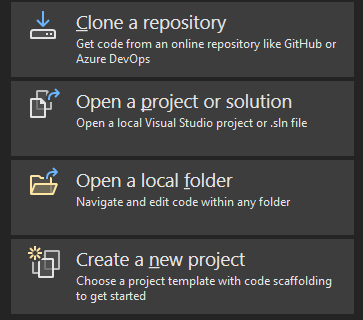 Clone a repository
Get code from an online repository like GitHub or
Azure DevOps
Open a project or solution
Open a local Visual Studio project or .sln file
Open a local folder
Navigate and edit code within any folder
Create a new project
Choose a project template with code scaffolding
to get started